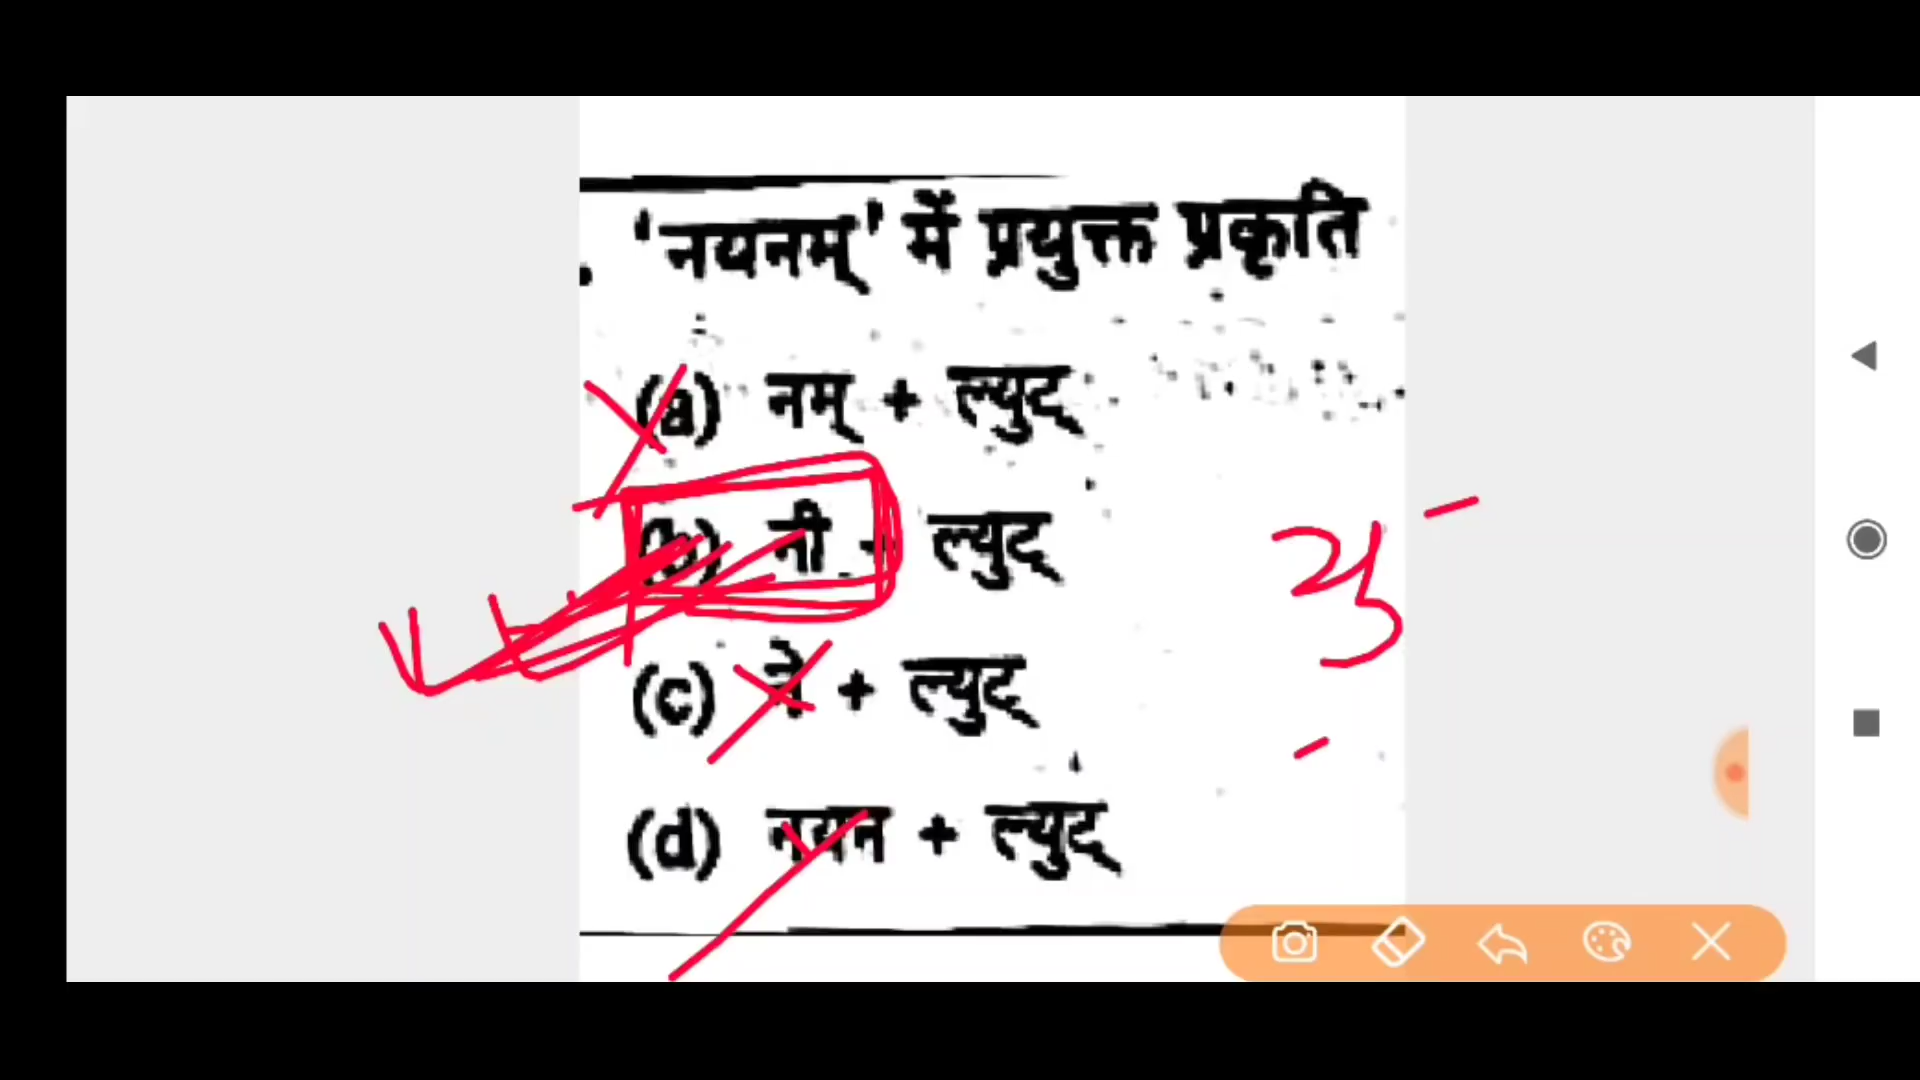 . 'नयनम्' में प्रयुक्त प्रकृति
(a) नम् + ल्युट्
(b) नी + ल्युट्
(c) ने + ल्युट्
(d) नयन + ल्युट्